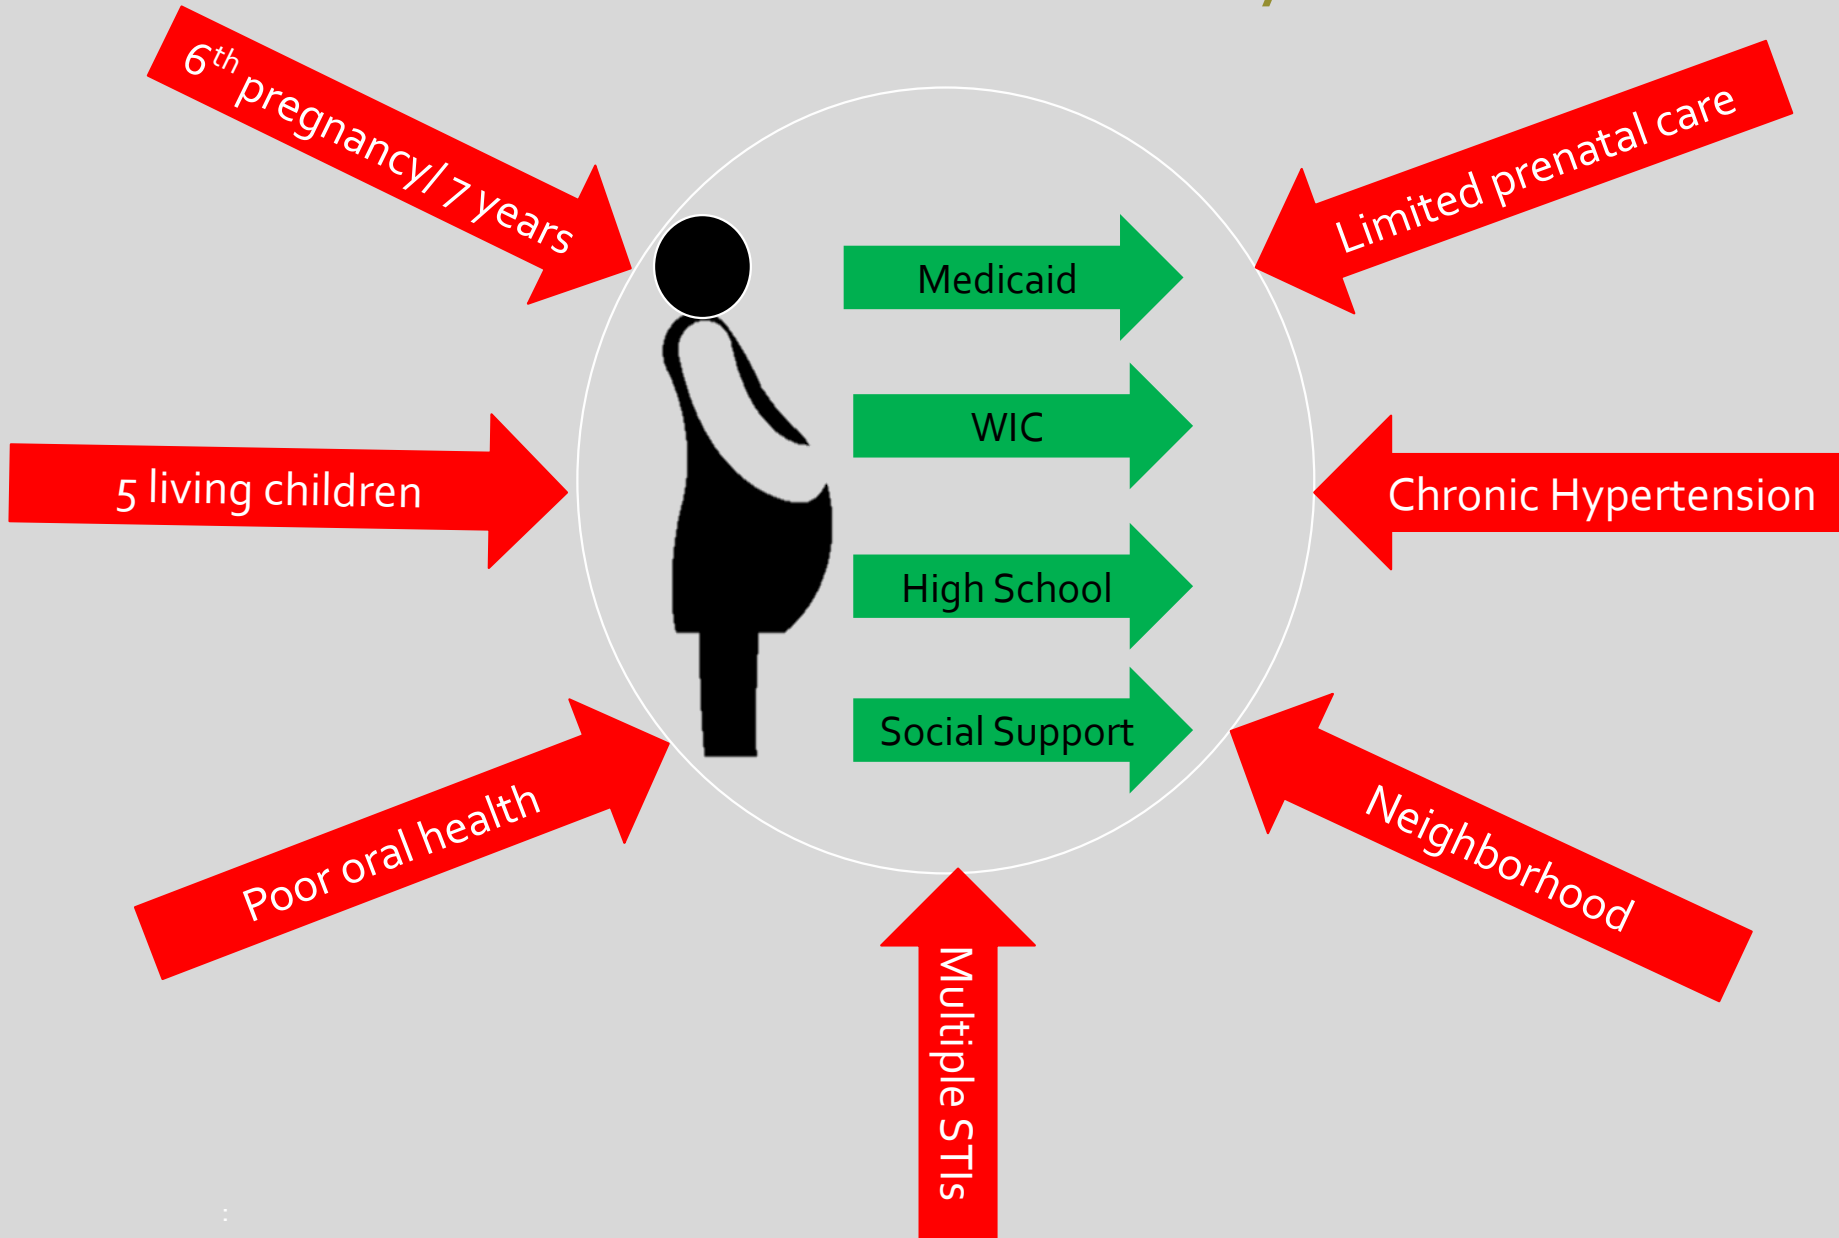 6th pregnancy/ 7 years
Limited prenatal care
Medicaid
WIC
5 living children
Chronic Hypertension
High School
Social Support
Poor oral health
Neighborhood
Multiple STIs
: